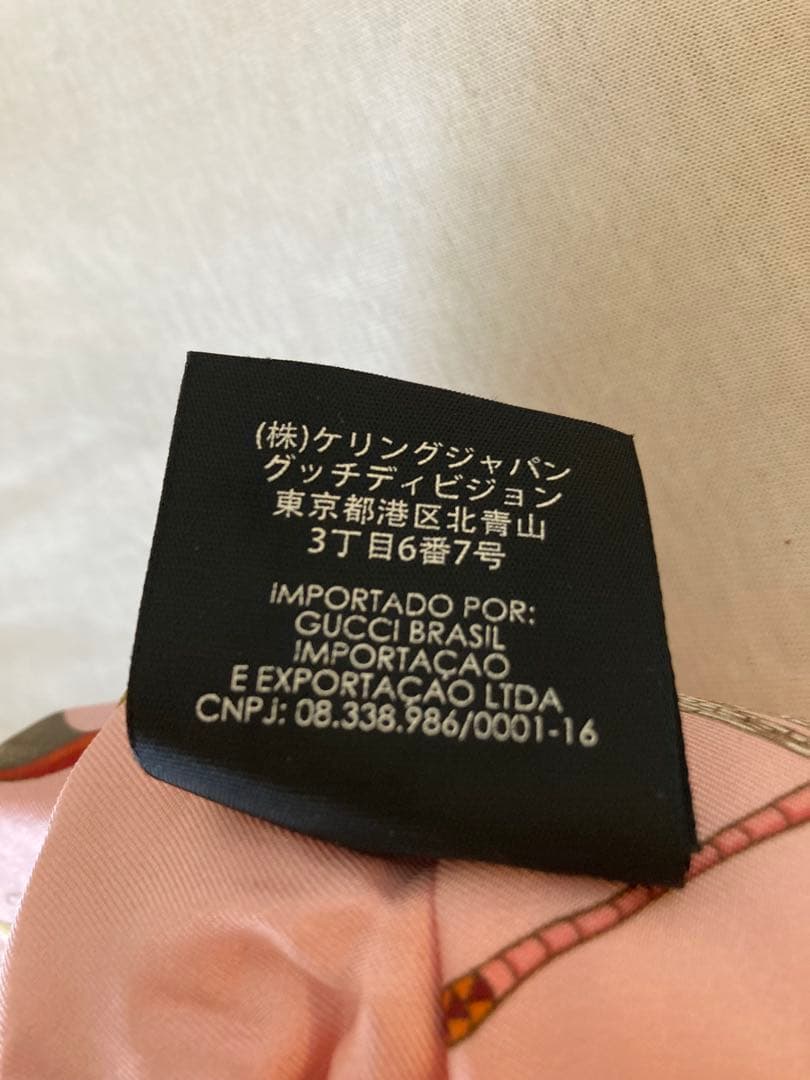 (株)ケリングジャパン
グッチディビジョン
東京都港区北青山
3丁目6番7号
IMPORTADO POR:
GUCCI BRASIL
IMPORTAÇAO
E EXPORTAÇAO LTDA
CNPJ: 08.338.986/0001-16